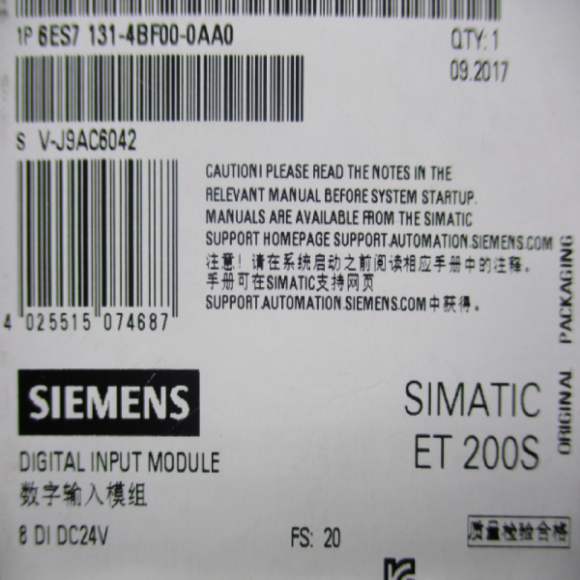 1P 6ES7 131-4BF00-0AA0
QTY: 1
09.2017
S V-J9AC6042
CAUTION! PLEASE READ THE NOTES IN THE
RELEVANT MANUAL BEFORE SYSTEM STARTUP.
MANUALS ARE AVAILABLE FROM THE SIMATIC
SUPPORT HOMEPAGE SUPPORT.AUTOMATION.SIEMENS.COM
注意！请在系统启动之前阅读相应手册中的注释。
手册可在SIMATIC支持网页
SUPPORT.AUTOMATION.SIEMENS.COM中获得。
4 025515 074687
ORIGINAL PACKAGING
SIEMENS
SIMATIC
ET 200S
DIGITAL INPUT MODULE
数字输入模组
8 DI DC24V
FS: 20
质量检验合格